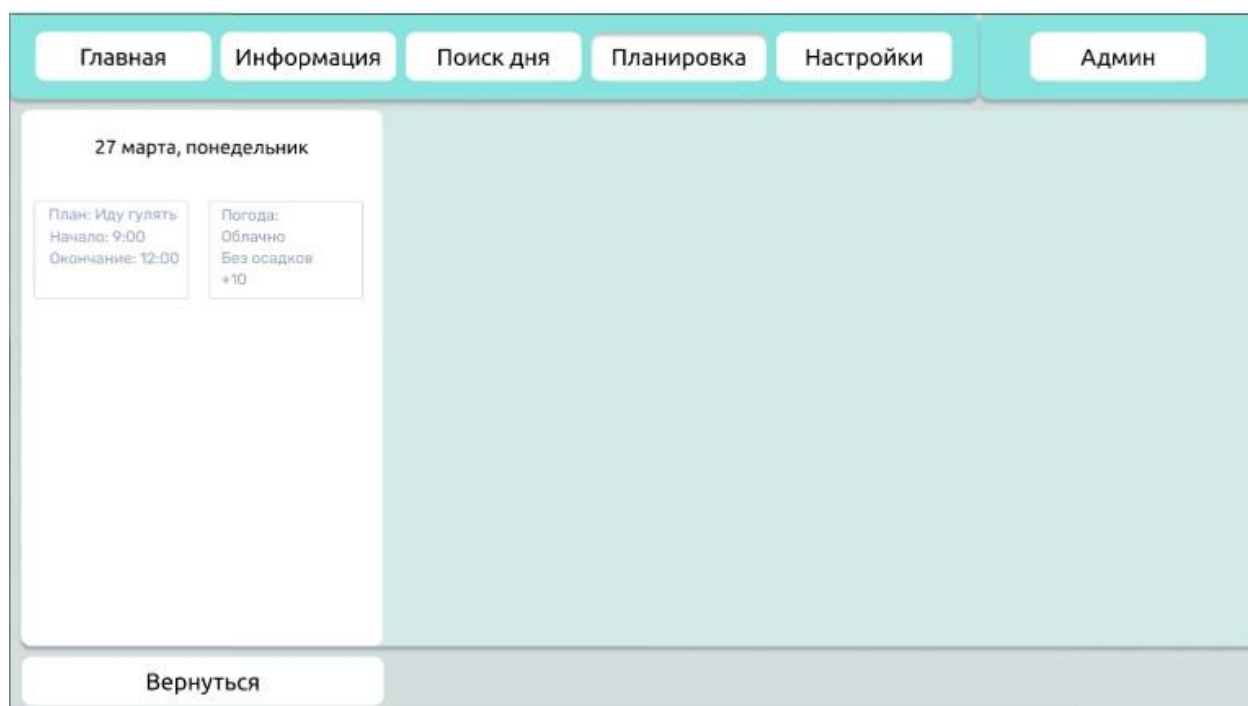 Главная
Информация
Поиск дня
Планировка
Настройки
Админ
27 марта, понедельник
План: Иду гулять
Начало: 9:00
Окончание: 12:00
Погода:
Облачно
Без осадков
+10
Вернуться